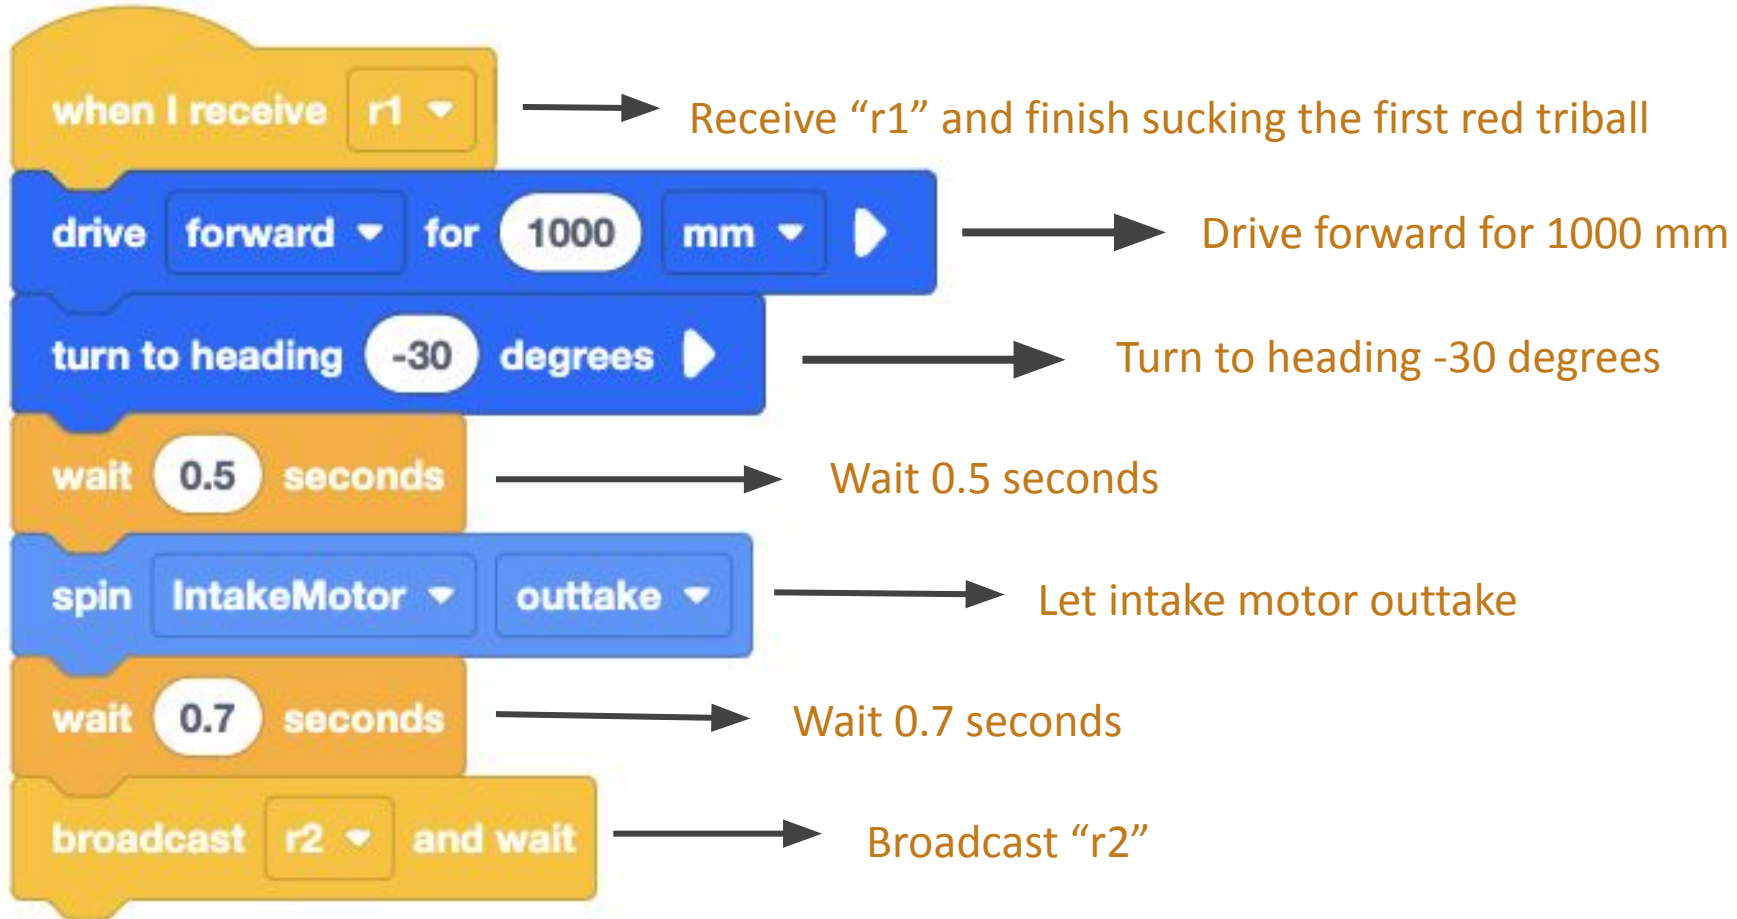 when I receive r1
Receive “r1” and finish sucking the first red triball
drive forward for 1000 mm
Drive forward for 1000 mm
turn to heading -30 degrees
Turn to heading -30 degrees
wait 0.5 seconds
Wait 0.5 seconds
spin IntakeMotor outtake
Let intake motor outtake
wait 0.7 seconds
Wait 0.7 seconds
broadcast r2 and wait
Broadcast “r2”